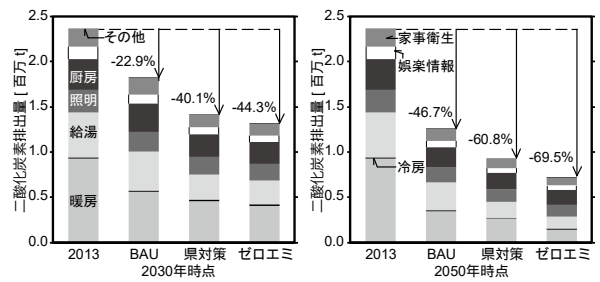 二酸化炭素排出量 [ 百万 t]
2.5
2.0
1.5
1.0
0.5
0.0
その他
厨房
照明
給湯
暖房
-22.9%
-40.1%
-44.3%
2013 BAU 県対策 ゼロエミ
2030年時点
二酸化炭素排出量 [ 百万 t]
2.5
2.0
1.5
1.0
0.5
0.0
家事衛生
娯楽情報
冷房
-46.7%
-60.8%
-69.5%
2013 BAU 県対策 ゼロエミ
2050年時点